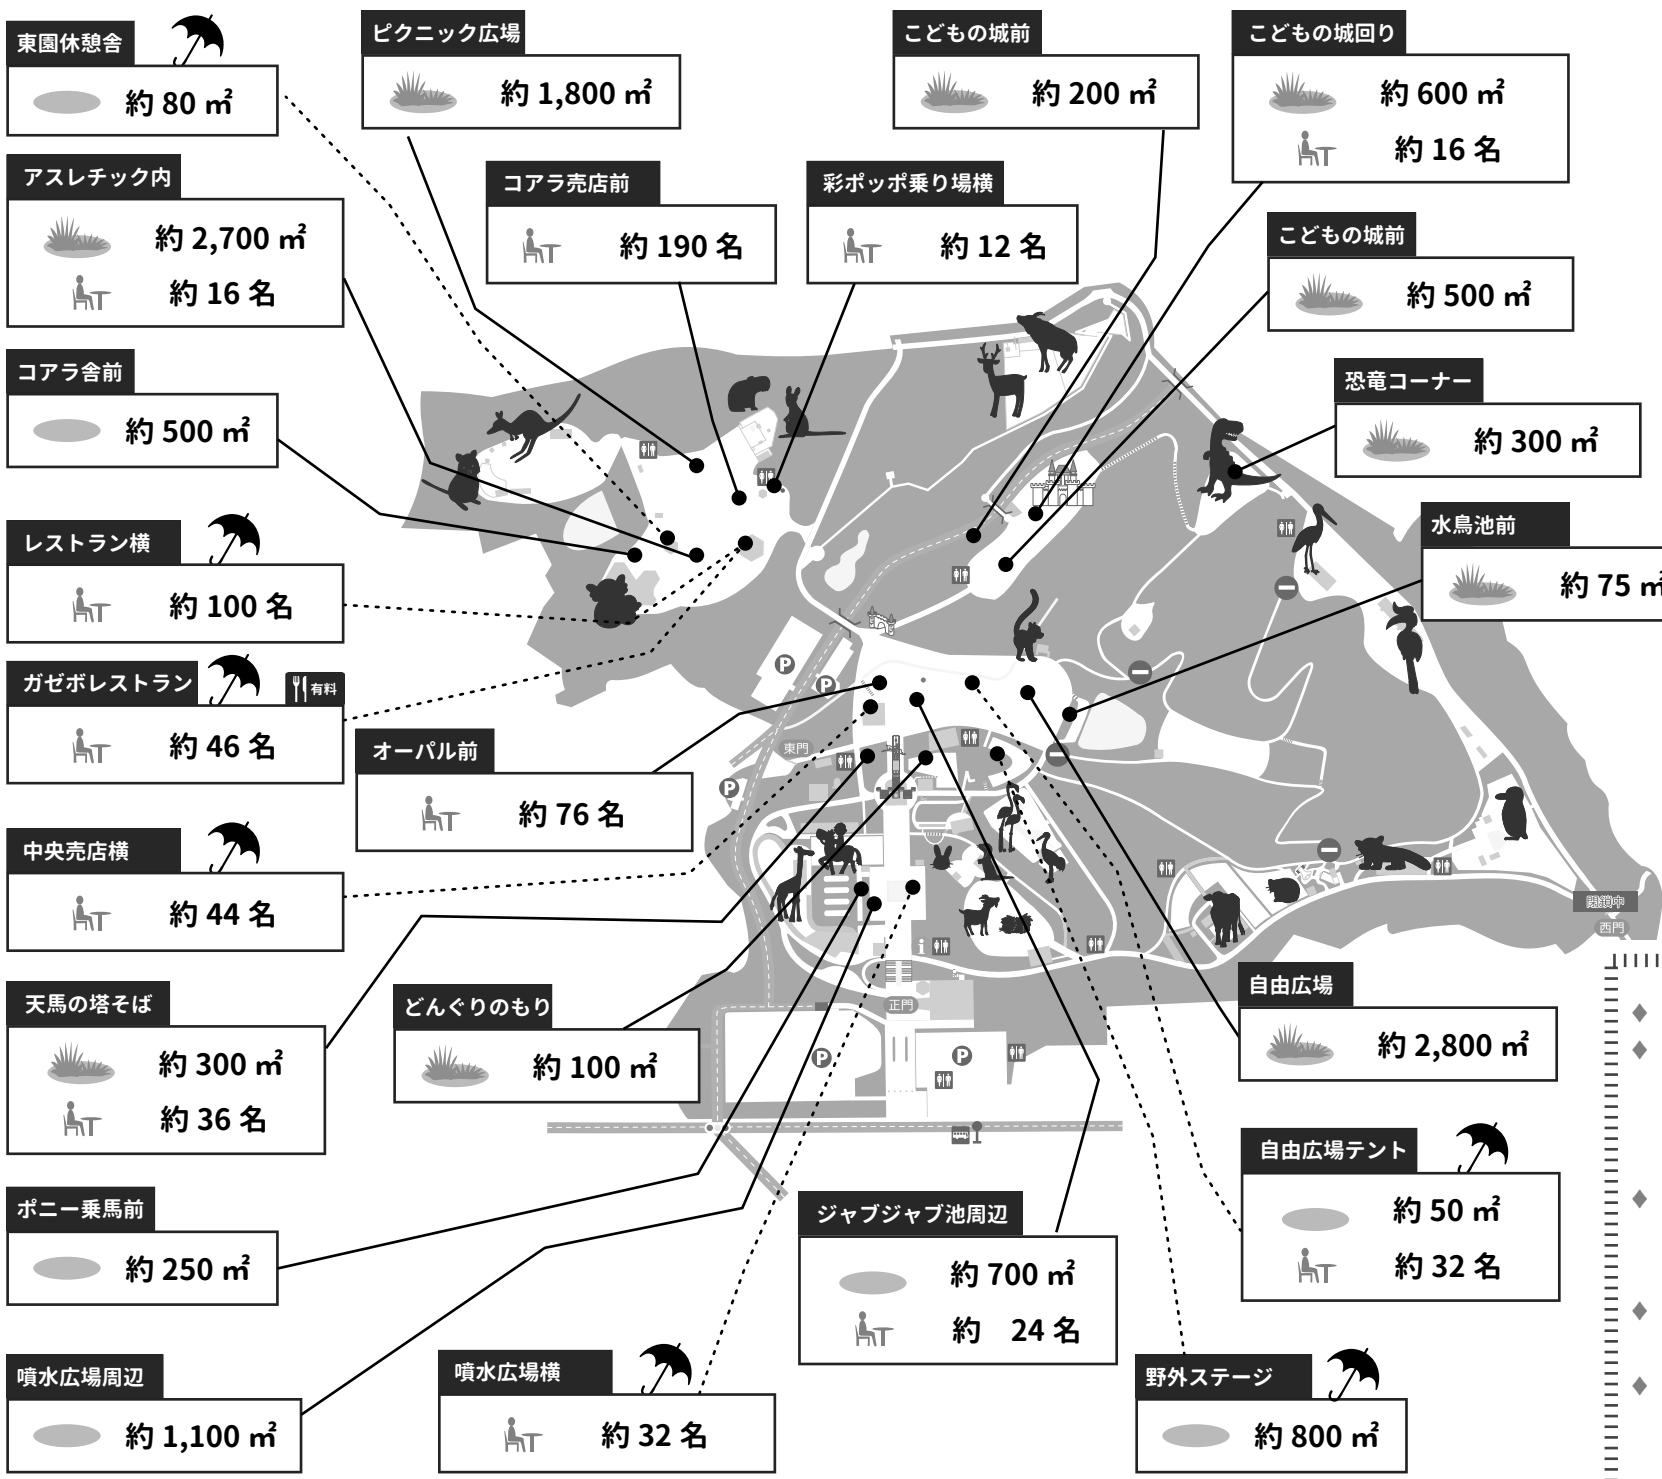 東園休憩舎
約 80 ㎡
ピクニック広場
約 1,800 ㎡
こどもの城前
約 200 ㎡
こどもの城回り
約 600 ㎡
約 16 名
アスレチック内
約 2,700 ㎡
約 16 名
コアラ売店前
約 190 名
彩ポッポ乗り場横
約 12 名
こどもの城前
約 500 ㎡
コアラ舎前
約 500 ㎡
恐竜コーナー
約 300 ㎡
レストラン横
約 100 名
水鳥池前
約 75 ㎡
ガゼボレストラン
有料
約 46 名
オーパル前
約 76 名
中央売店横
約 44 名
P
P
P
東門
閉鎖中
西門
正門
P
P
天馬の塔そば
約 300 ㎡
約 36 名
どんぐりのもり
約 100 ㎡
自由広場
約 2,800 ㎡
自由広場テント
約 50 ㎡
約 32 名
ポニー乗馬前
約 250 ㎡
ジャブジャブ池周辺
約 700 ㎡
約　24 名
噴水広場周辺
約 1,100 ㎡
噴水広場横
約 32 名
野外ステージ
約 800 ㎡